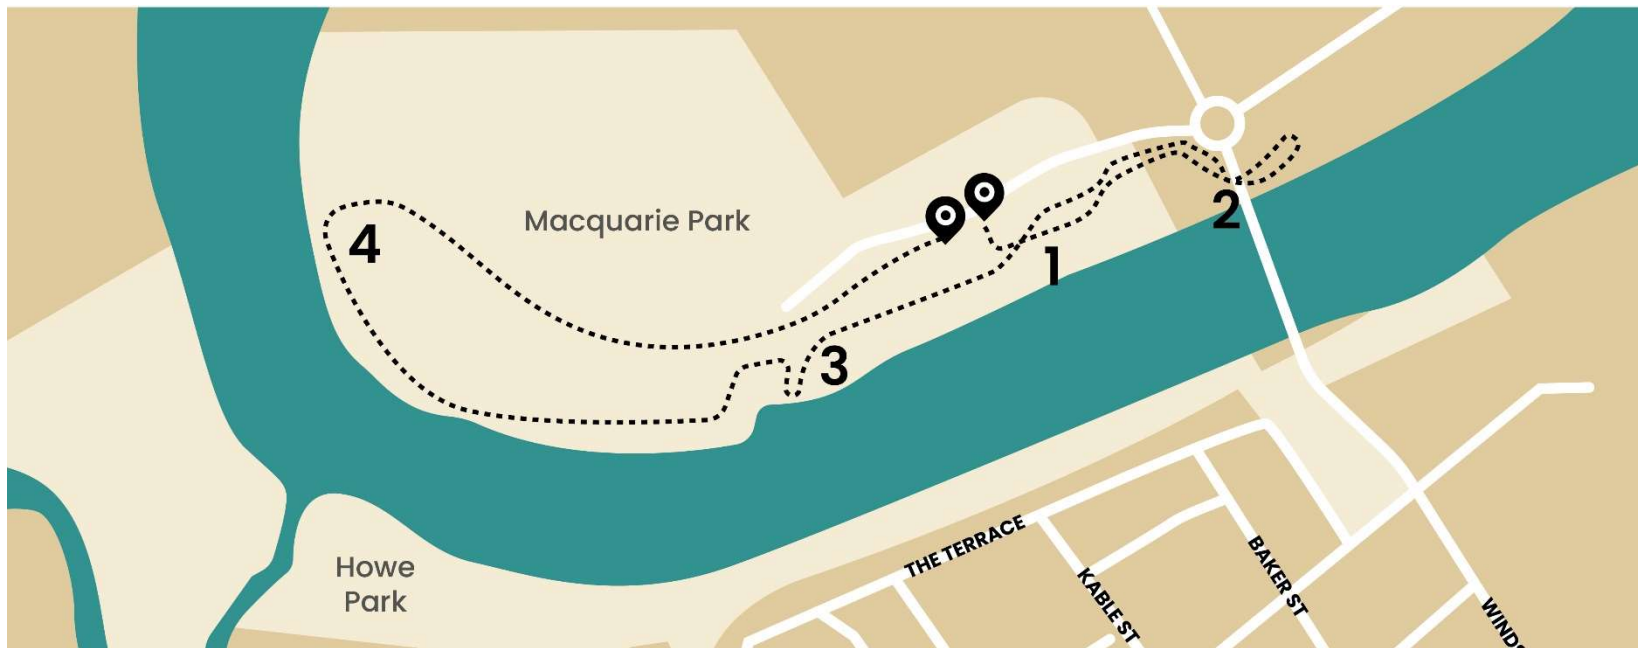 Macquarie Park
1
2
3
4
Howe
Park
THE TERRACE
KABLE ST
BAKER ST